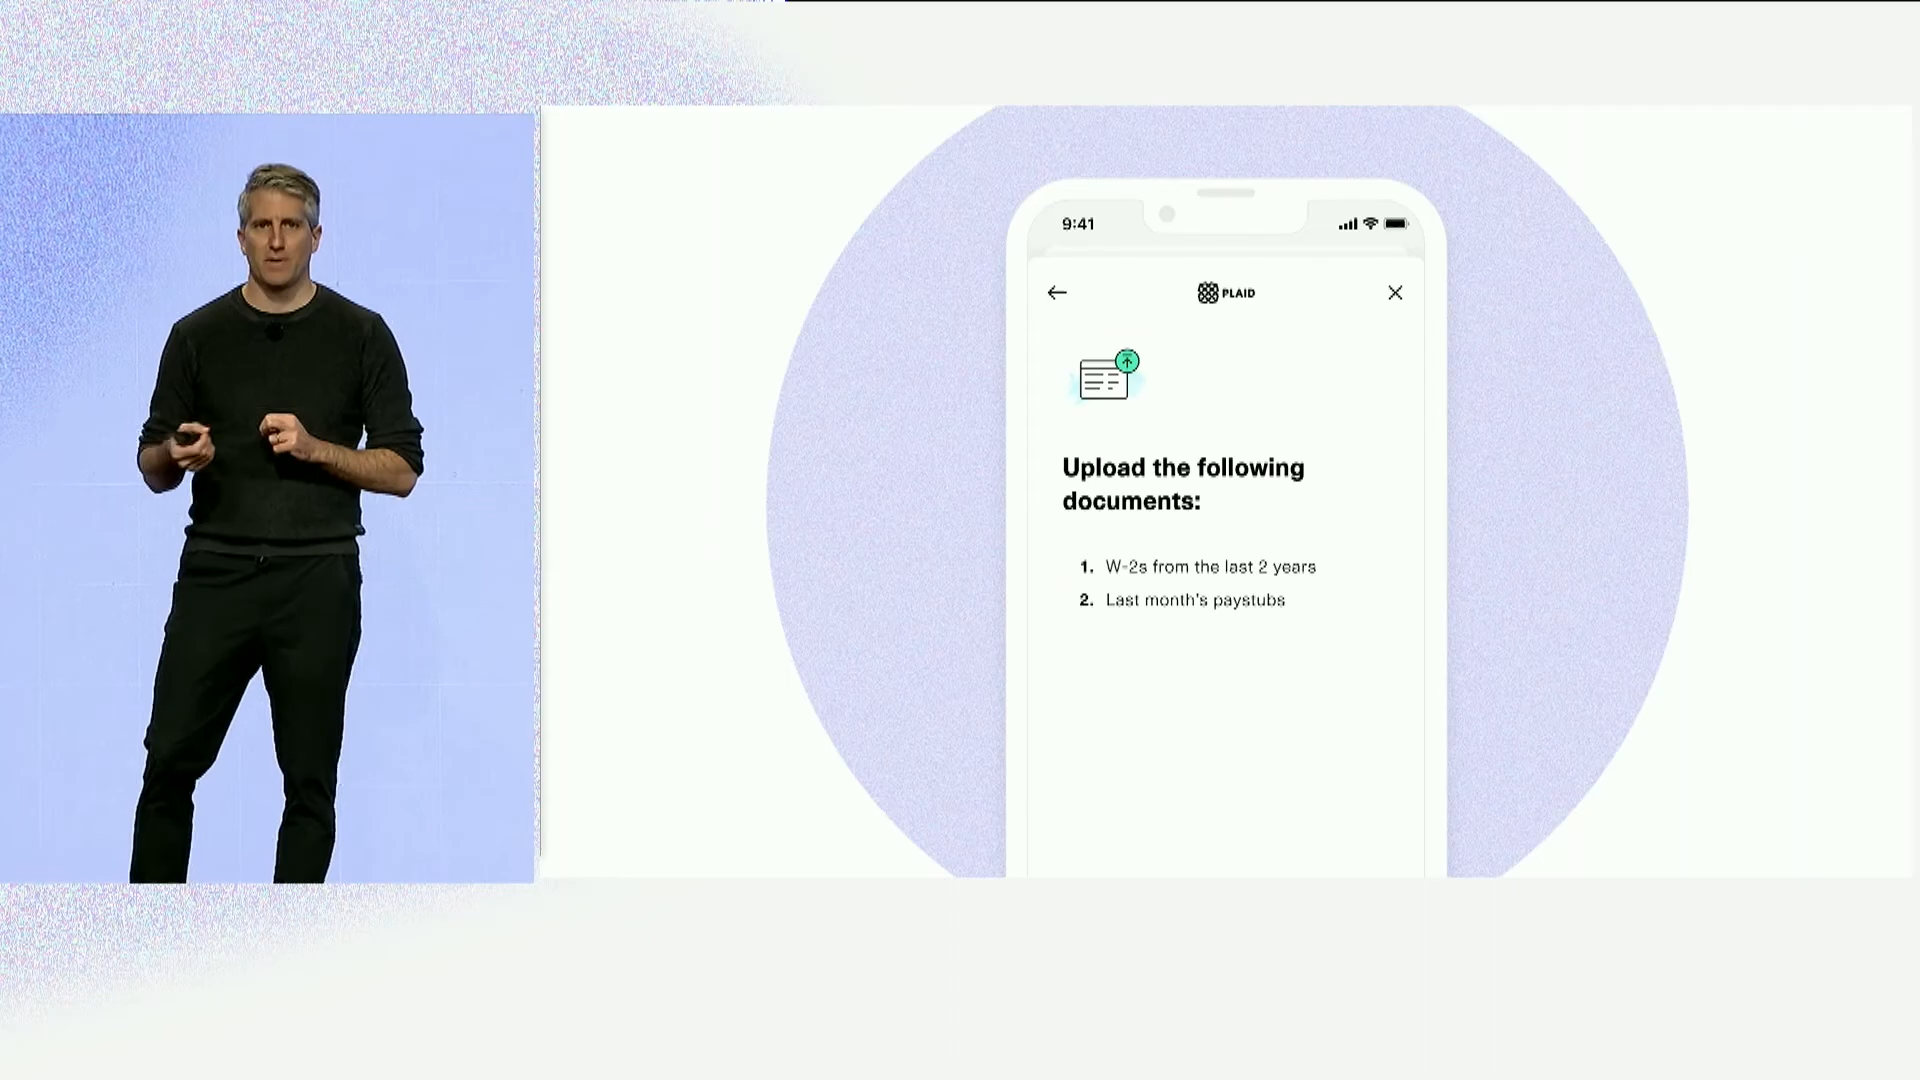 9:41
PLAID
Upload the following
documents:
1. W-2s from the last 2 years
2. Last month's paystubs